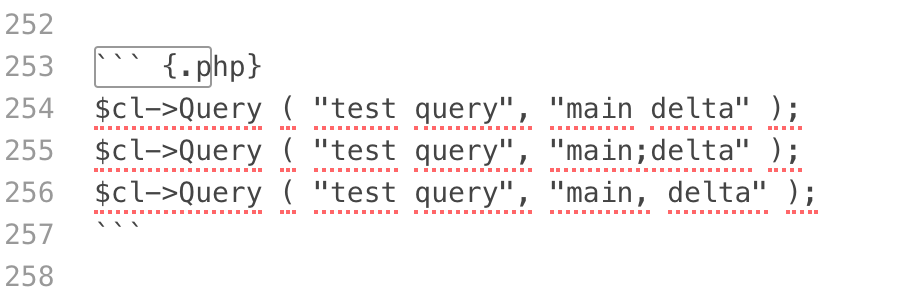 252
253 ``` {.php}
254 $cl->Query ( "test query", "main delta" );
255 $cl->Query ( "test query", "main;delta" );
256 $cl->Query ( "test query", "main, delta" );
257 ```
258